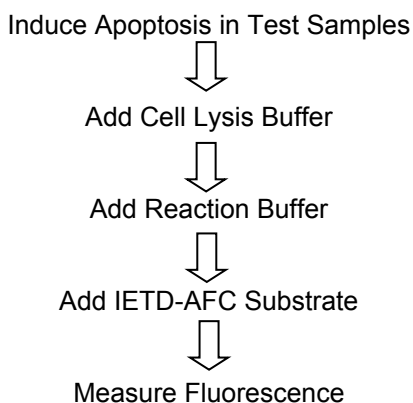 Induce Apoptosis in Test Samples
Add Cell Lysis Buffer
Add Reaction Buffer
Add IETD-AFC Substrate
Measure Fluorescence